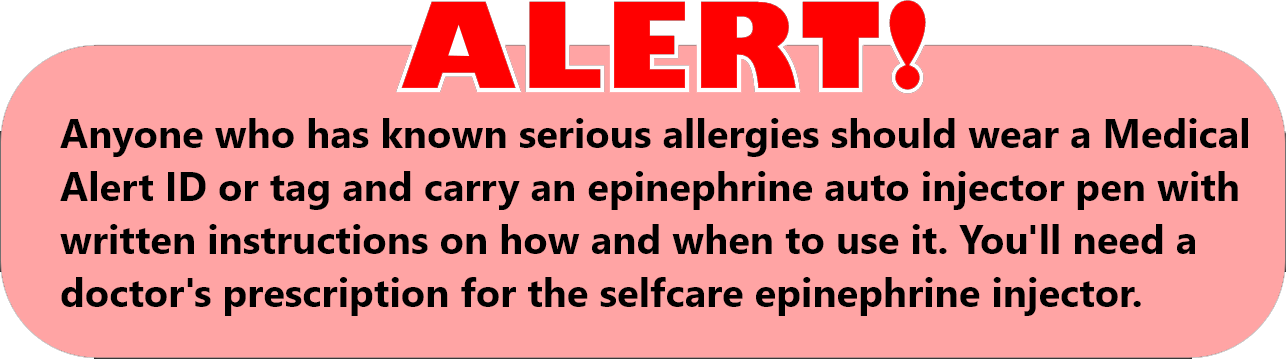 ALERT!
Anyone who has known serious allergies should wear a Medical
Alert ID or tag and carry an epinephrine auto injector pen with
written instructions on how and when to use it. You'll need a
doctor's prescription for the selfcare epinephrine injector.